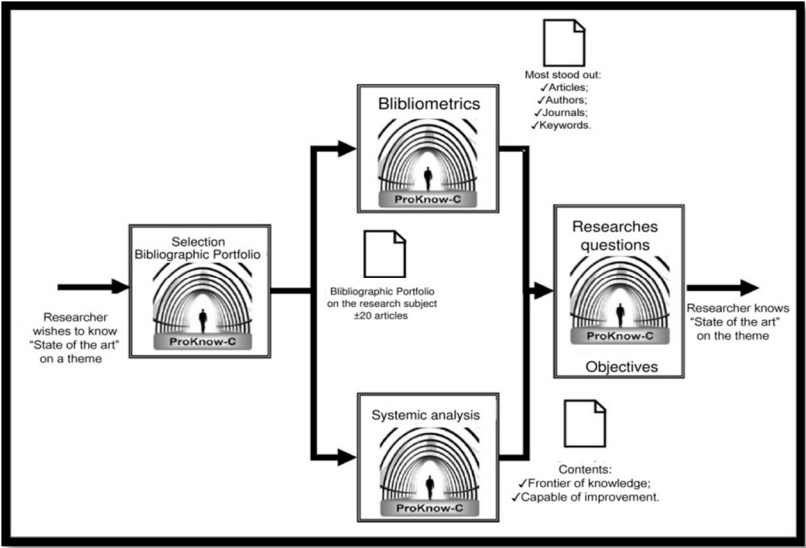 Researcher
wishes to know
“State of the art”
on a theme
Selection
Bibliographic Portfolio
ProKnow-C
Blibliometrics
ProKnow-C
Most stood out:
✓Articles;
✓Authors;
✓Journals;
✓Keywords.
Blibliographic Portfolio
on the research subject
±20 articles
Systemic analysis
ProKnow-C
Contents:
✓Frontier of knowledge;
✓Capable of improvement.
Researches
questions
ProKnow-C
Objectives
Researcher knows
“State of the art”
on the theme